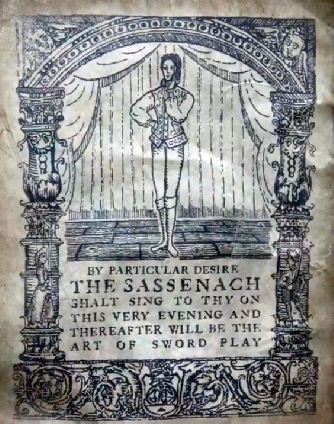 BY PARTICULAR DESIRE
THE SASSENACH
SHALT SING TO THY ON
THIS VERY EVENING AND
THEREAFTER WILL BE THE
ART OF SWORD PLAY